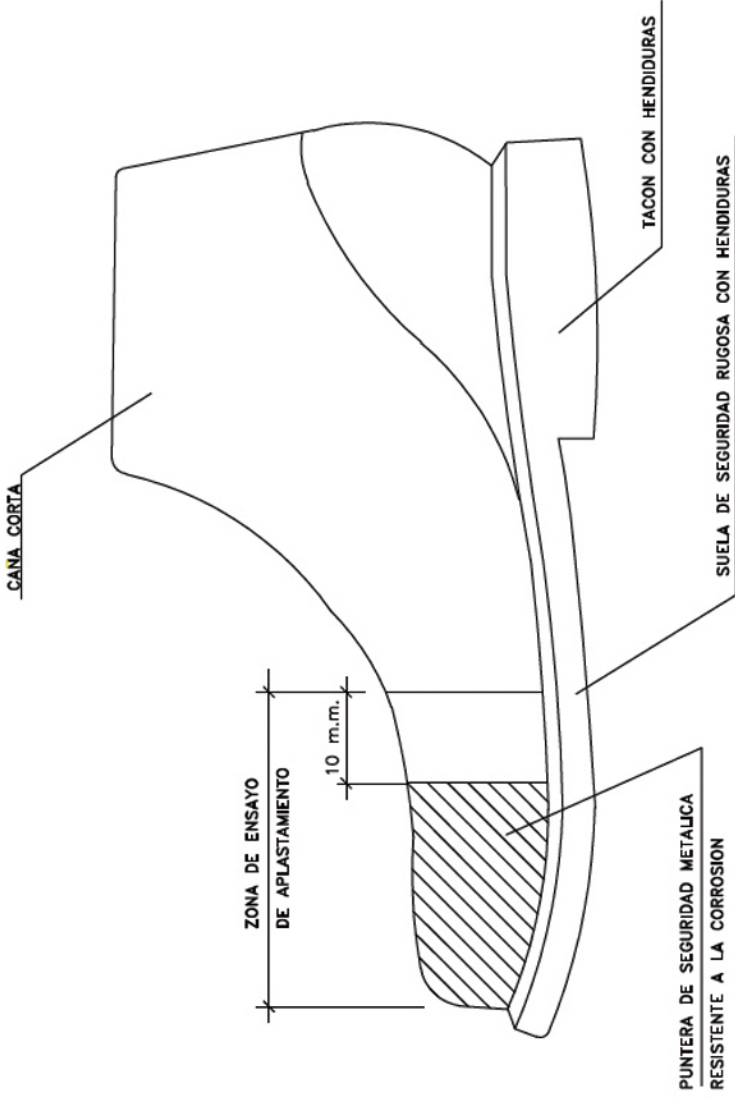 CAÑA CORTA
ZONA DE ENSAYO
DE APLASTAMIENTO
10 m.m.
TACON CON HENDIDURAS
SUELA DE SEGURIDAD RUGOSA CON HENDIDURAS
PUNTERA DE SEGURIDAD METALICA
RESISTENTE A LA CORROSION